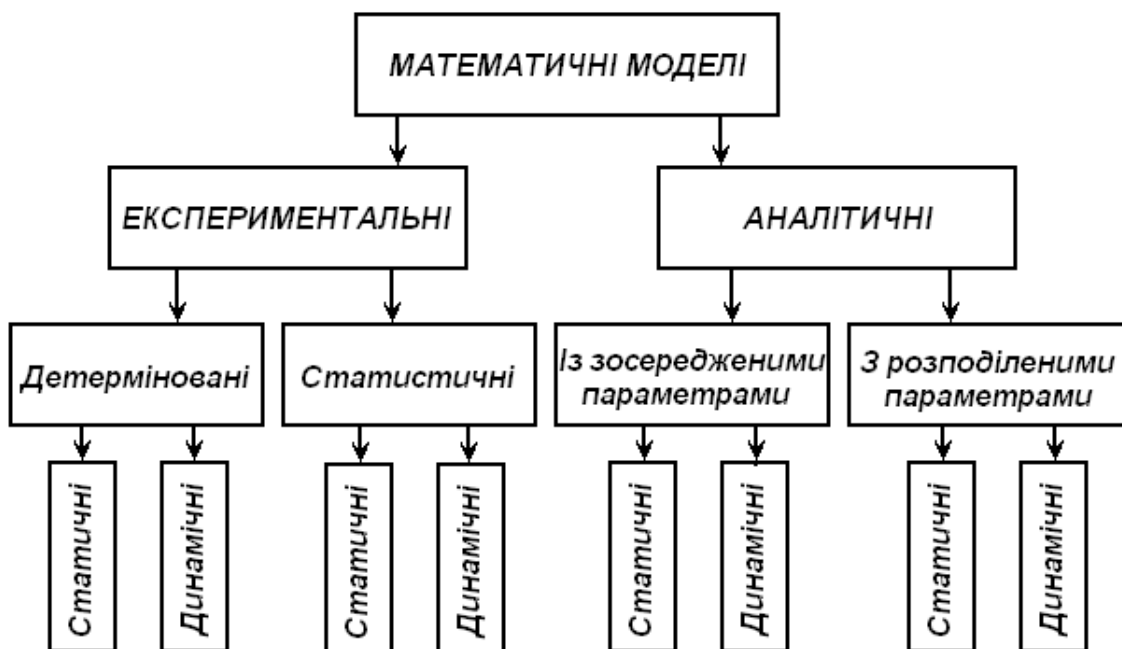 МАТЕМАТИЧНІ МОДЕЛІ
ЕКСПЕРИМЕНТАЛЬНІ
АНАЛІТИЧНІ
Детерміновані
Статистичні
Із зосередженими
параметрами
З розподіленими
параметрами
Статичні
Динамічні
Статичні
Динамічні
Статичні
Динамічні
Статичні
Динамічні